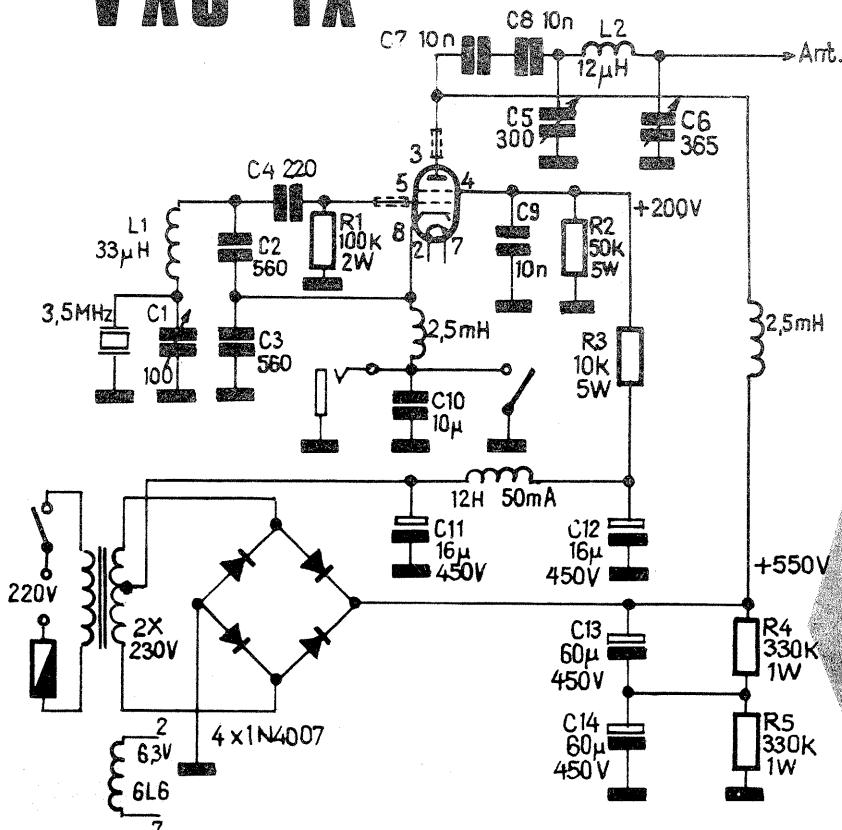 C7 10n
C8 10n
L2
12µH
Ant.
C5
300
C6
365
3
C4 220
5
4
8
2
7
R1
100K
2W
C9
10n
R2
50K
5W
+200V
L1
33µH
C2
560
3,5MHz
C1
100
C3
560
2,5mH
R3
10K
5W
2,5mH
C10
10µ
12H 50mA
C11
16µ
450V
C12
16µ
450V
+550V
220V
2X
230V
C13
60µ
450V
R4
330K
1W
4x1N4007
C14
60µ
450V
R5
330K
1W
2
6,3V
6L6
7